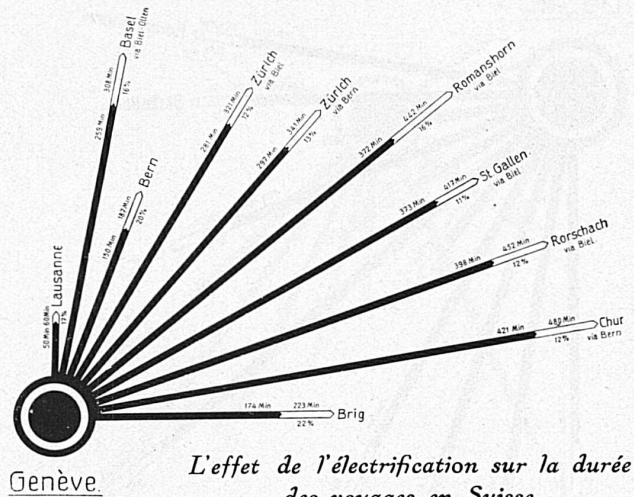 Basel
via Biel-Olten
308 Min
16%
259 Min
Zürich
via Biel
321 Min
12%
281 Min
Zürich
via Bern
341 Min
13%
297 Min
Romanshorn
via Biel
442 Min
16%
372 Min
Bern
187 Min
20%
150 Min
St Gallen.
via Biel
417 Min
11%
373 Min
Lausanne
50 Min 60 Min
17%
Rorschach
via Biel.
452 Min
12%
398 Min
Chur
via Bern
480 Min
12%
421 Min
Brig
174 Min
223 Min
22%
Genève.
L'effet de l'électrification sur la durée
des voyages en Suisse